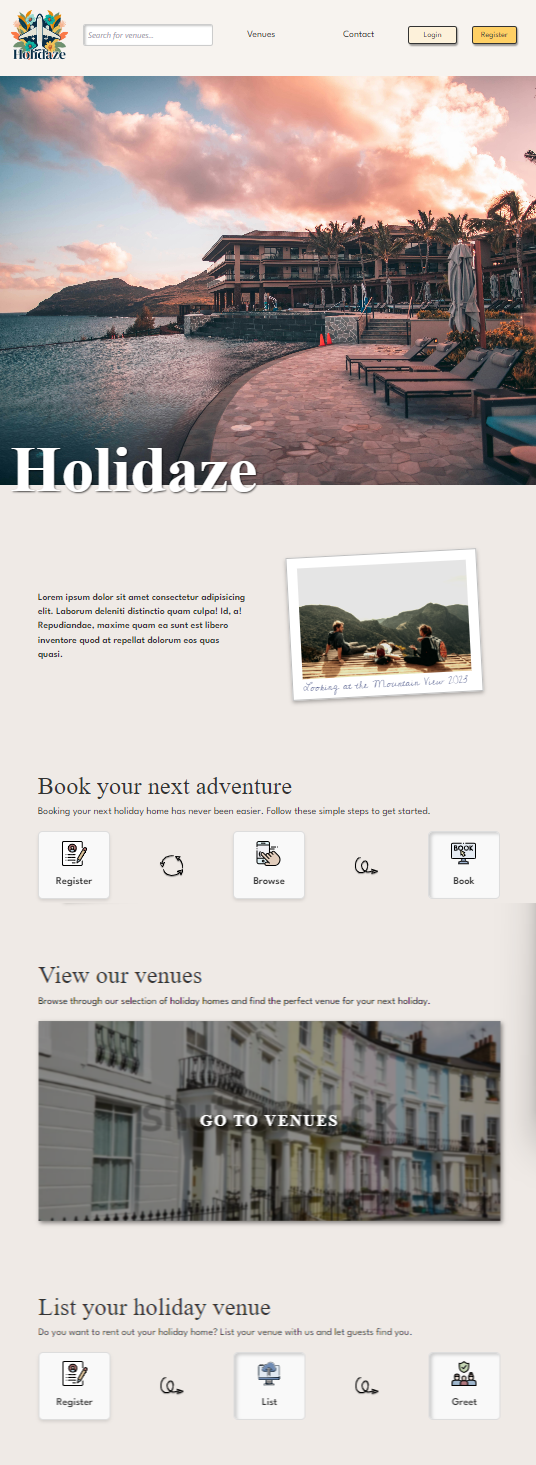 Holidaze
Search for venues...
Venues
Contact
Login
Register
Holidaze
Lorem ipsum dolor sit amet consectetur adipisicing
elit. Laborum deleniti distinctio quam culpa! Id, a!
Repudiandae, maxime quam ea sunt est libero
inventore quod at repellat dolorum eos quas
quasi.
Looking at the Mountain View 2023
Book your next adventure
Booking your next holiday home has never been easier. Follow these simple steps to get started.
Register
Browse
BOOK
Book
View our venues
Browse through our selection of holiday homes and find the perfect venue for your next holiday.
GO TO VENUES
List your holiday venue
Do you want to rent out your holiday home? List your venue with us and let guests find you.
Register
List
Greet